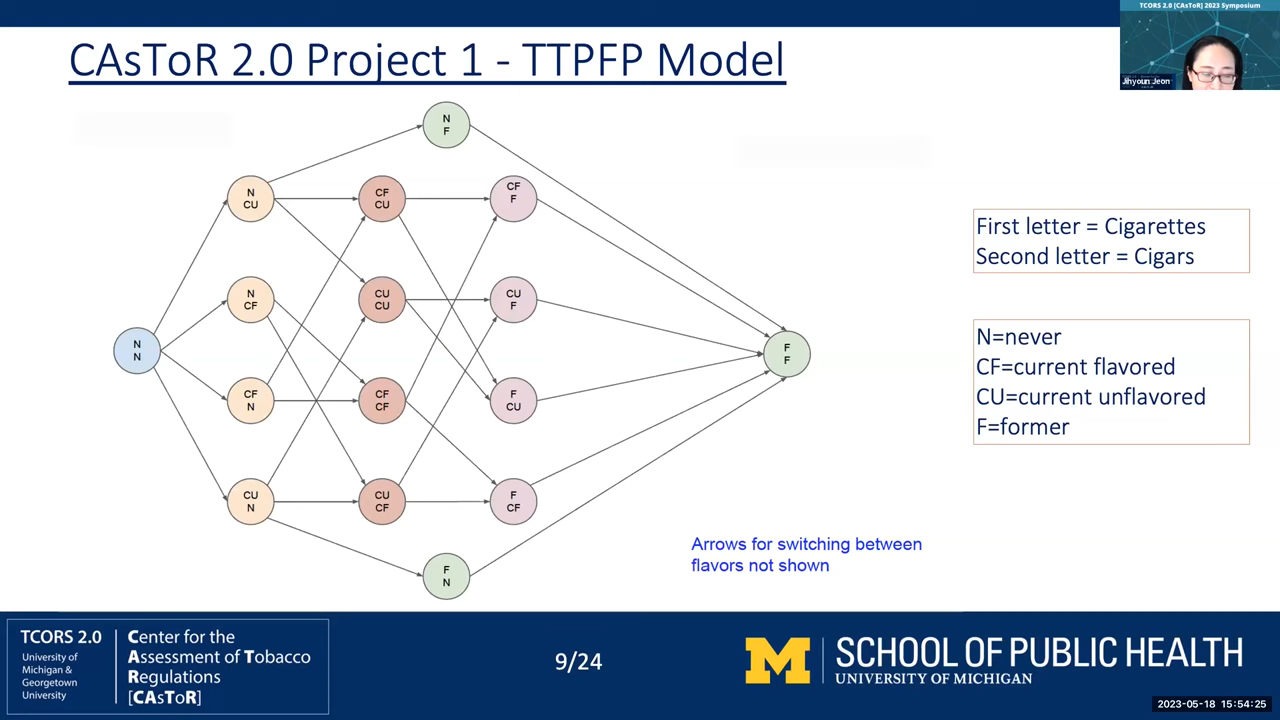 TCORS 2.0 [CAsToR] 2023 Symposium
Jihyoun Jeon
CAsToR 2.0 Project 1 - TTPFP Model
N
F
N
CU
CF
CU
CF
F
N
CF
CU
CU
CU
F
N
N
F
F
CF
N
CF
CF
F
CU
CU
N
CU
CF
F
CF
F
N
First letter = Cigarettes
Second letter = Cigars
N=never
CF=current flavored
CU=current unflavored
F=former
Arrows for switching between
flavors not shown
TCORS 2.0
University of
Michigan &
Georgetown
University
Center for the
Assessment of Tobacco
Regulations
[CAsToR]
9/24
M
SCHOOL OF PUBLIC HEALTH
UNIVERSITY OF MICHIGAN
2023-05-18 15:54:25